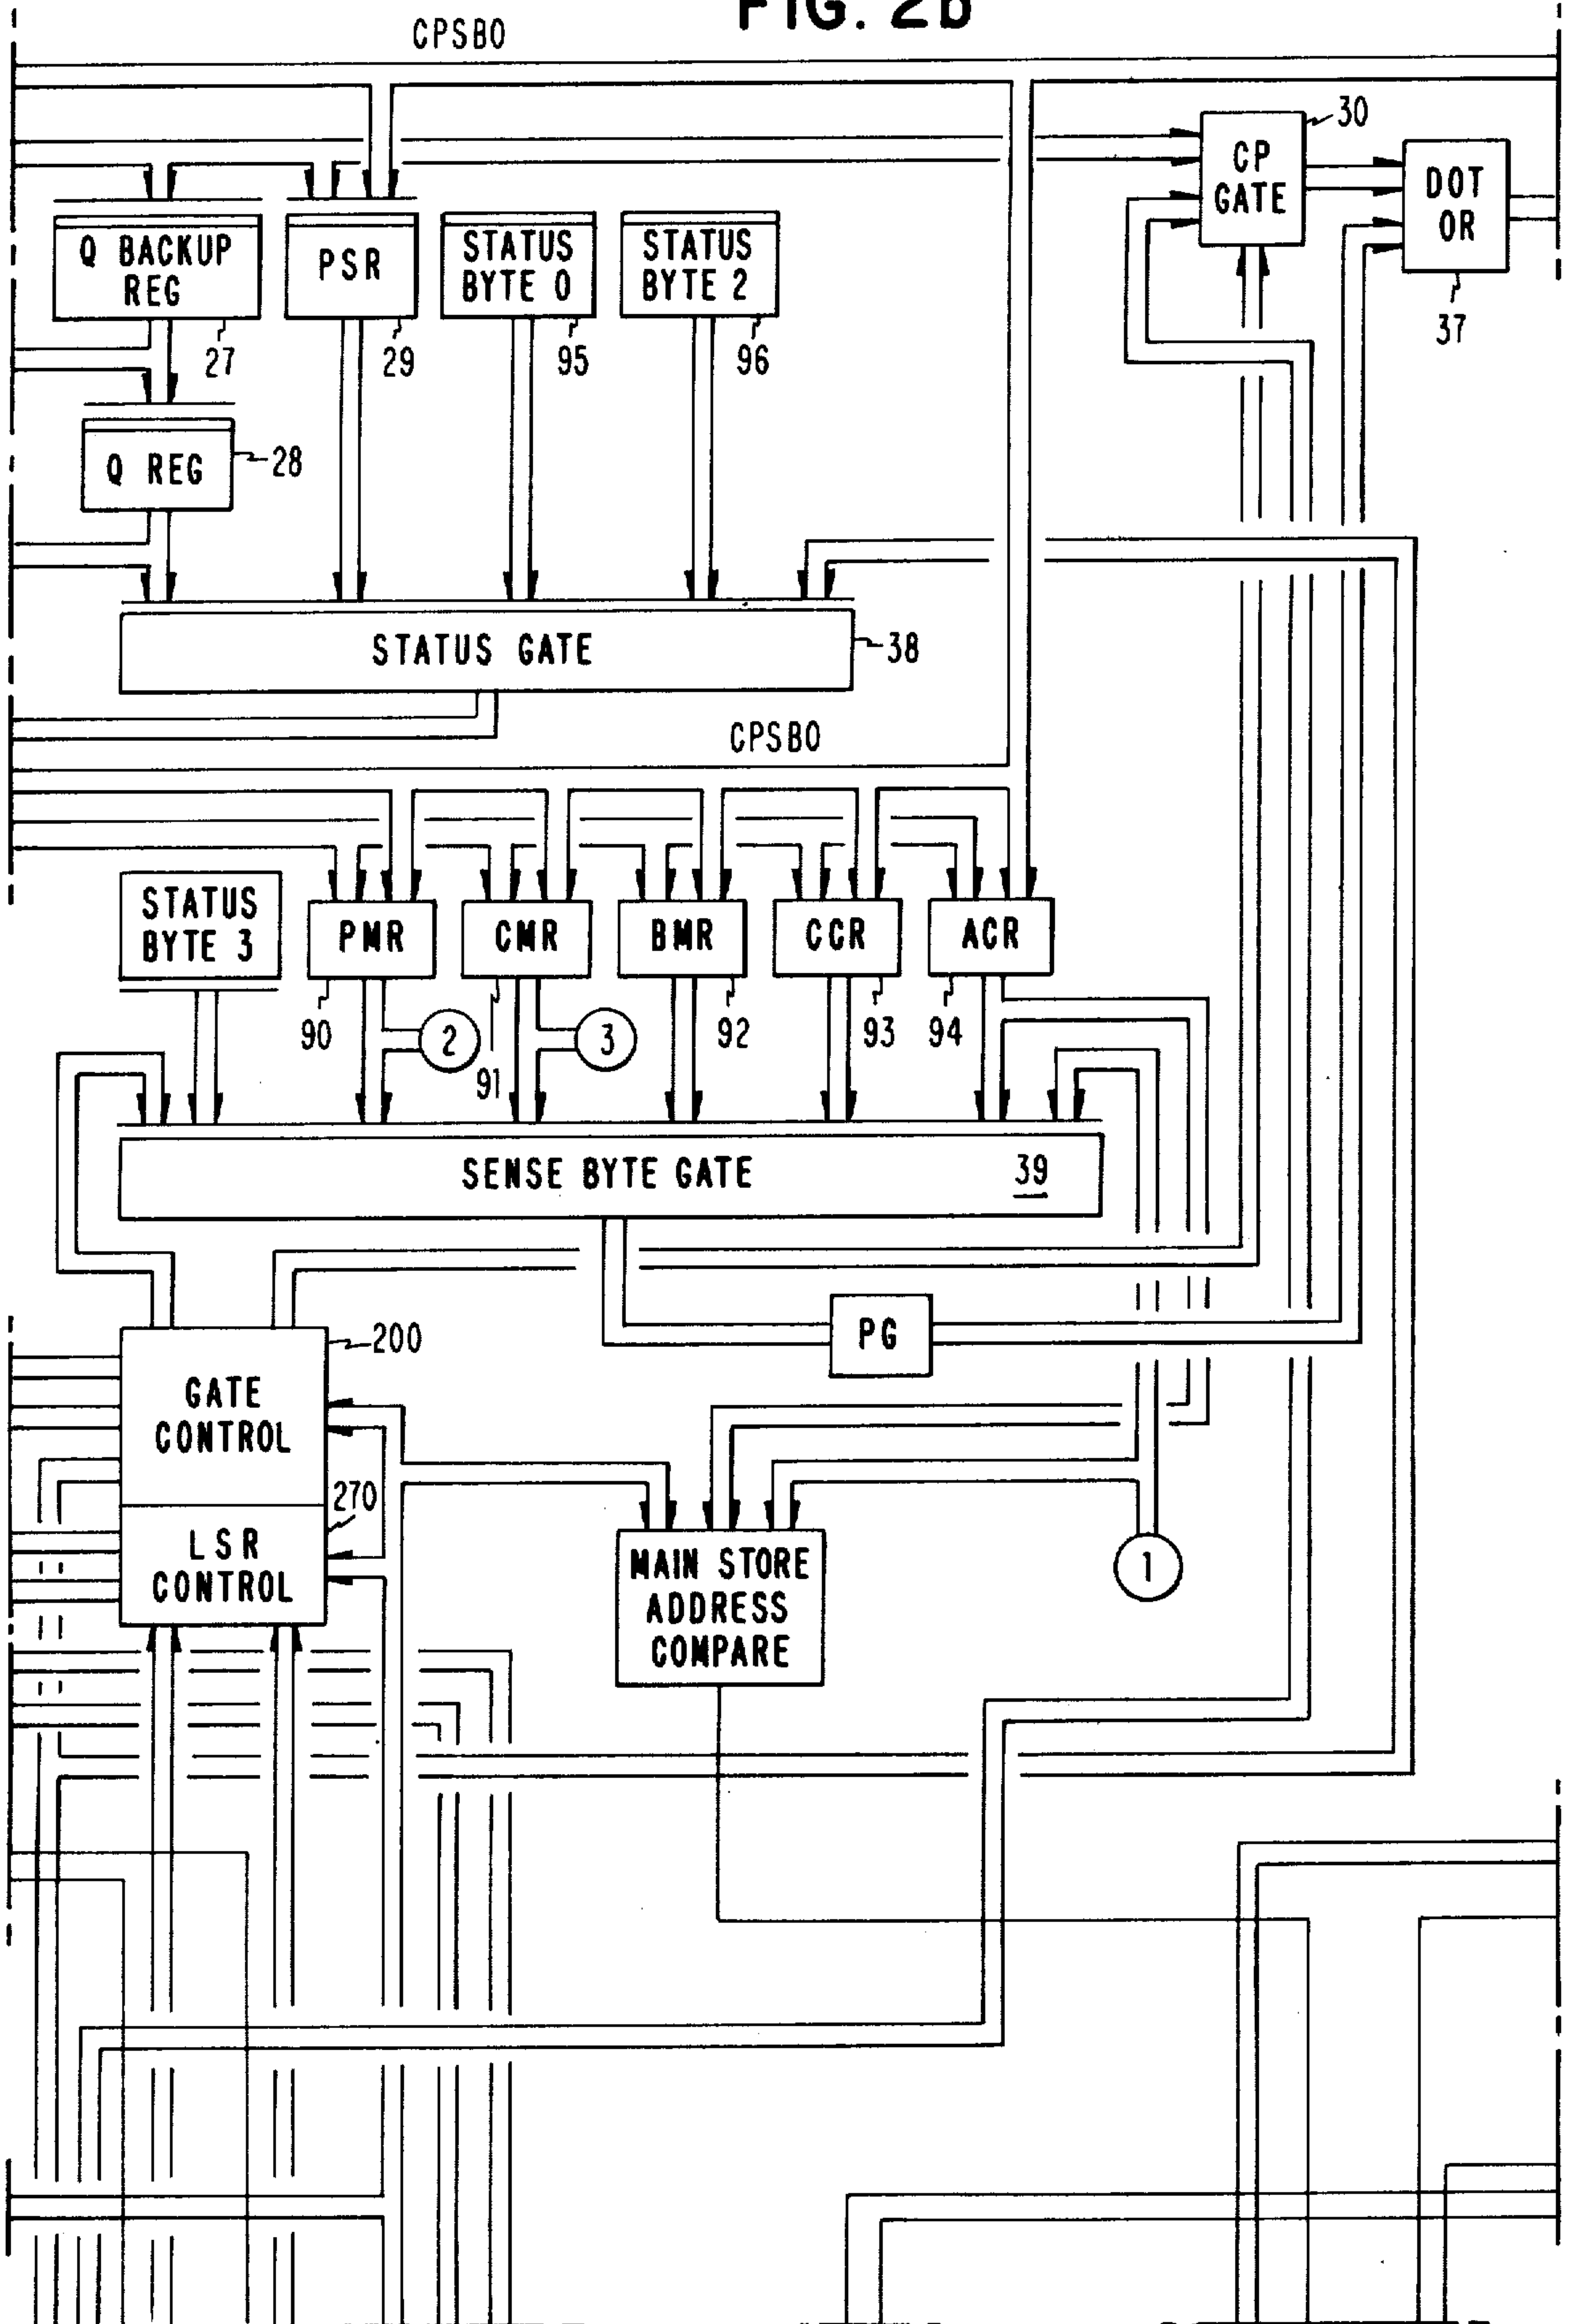 FIG. 2b
CPSBO
30
CP
GATE
DOT
OR
37
Q BACKUP
REG
27
PSR
29
STATUS
BYTE 0
95
STATUS
BYTE 2
96
Q REG
28
STATUS GATE
38
CPSBO
STATUS
BYTE 3
PMR
90
2
CMR
91
3
BMR
92
CCR
93
ACR
94
SENSE BYTE GATE
39
PG
200
GATE
CONTROL
270
LSR
CONTROL
MAIN STORE
ADDRESS
COMPARE
1